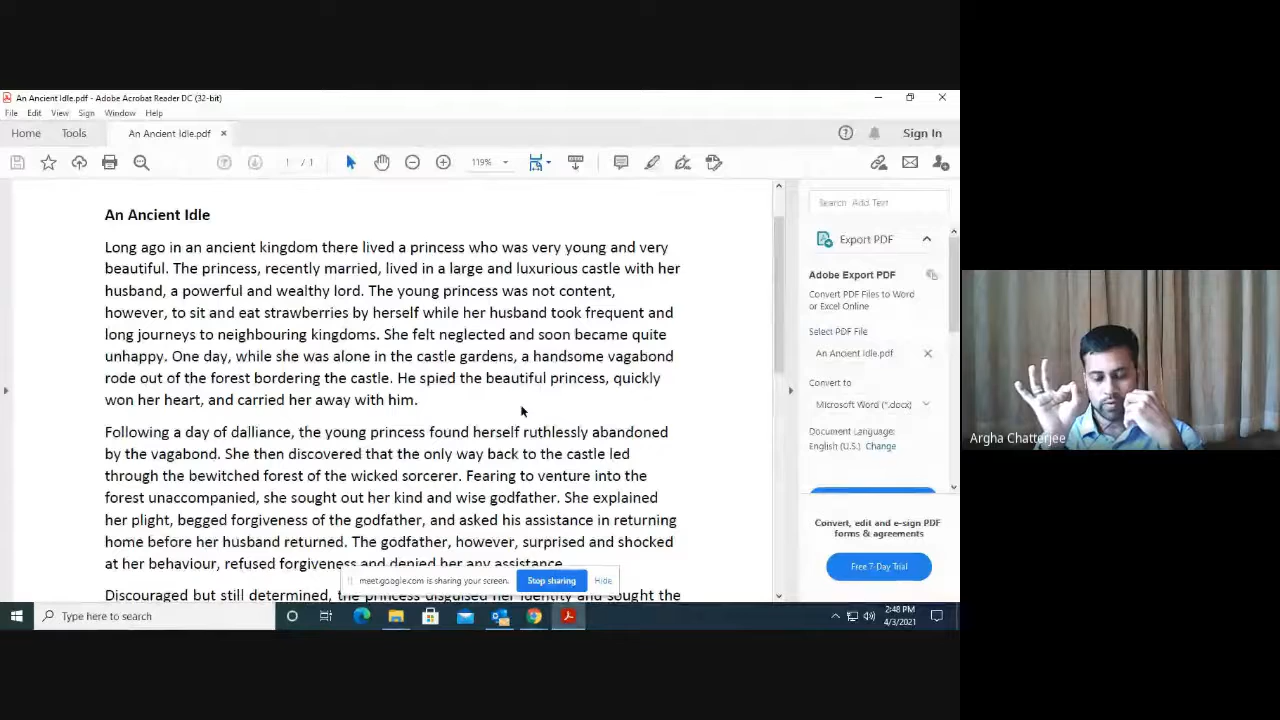 An Ancient Idle.pdf - Adobe Acrobat Reader DC (32-bit)
File Edit View Sign Window Help
Home Tools An Ancient Idle.pdf × Sign In
1 / 1 119%
An Ancient Idle
Long ago in an ancient kingdom there lived a princess who was very young and very
beautiful. The princess, recently married, lived in a large and luxurious castle with her
husband, a powerful and wealthy lord. The young princess was not content,
however, to sit and eat strawberries by herself while her husband took frequent and
long journeys to neighbouring kingdoms. She felt neglected and soon became quite
unhappy. One day, while she was alone in the castle gardens, a handsome vagabond
rode out of the forest bordering the castle. He spied the beautiful princess, quickly
won her heart, and carried her away with him.
Following a day of dalliance, the young princess found herself ruthlessly abandoned
by the vagabond. She then discovered that the only way back to the castle led
through the bewitched forest of the wicked sorcerer. Fearing to venture into the
forest unaccompanied, she sought out her kind and wise godfather. She explained
her plight, begged forgiveness of the godfather, and asked his assistance in returning
home before her husband returned. The godfather, however, surprised and shocked
at her behaviour, refused forgiveness and denied her any assistance.
Discouraged but still determined, the princess disguised her identity and sought the
Search 'Add Text'
Export PDF
Adobe Export PDF
Convert PDF Files to Word
or Excel Online
Select PDF File
An Ancient Idle.pdf ×
Convert to
Microsoft Word (*.docx)
Document Language:
English (U.S.) Change
Convert, edit and e-sign PDF
forms & agreements
Free 7-Day Trial
meet.google.com is sharing your screen. Stop sharing Hide
Type here to search
2:48 PM
4/3/2021
Argha Chatterjee